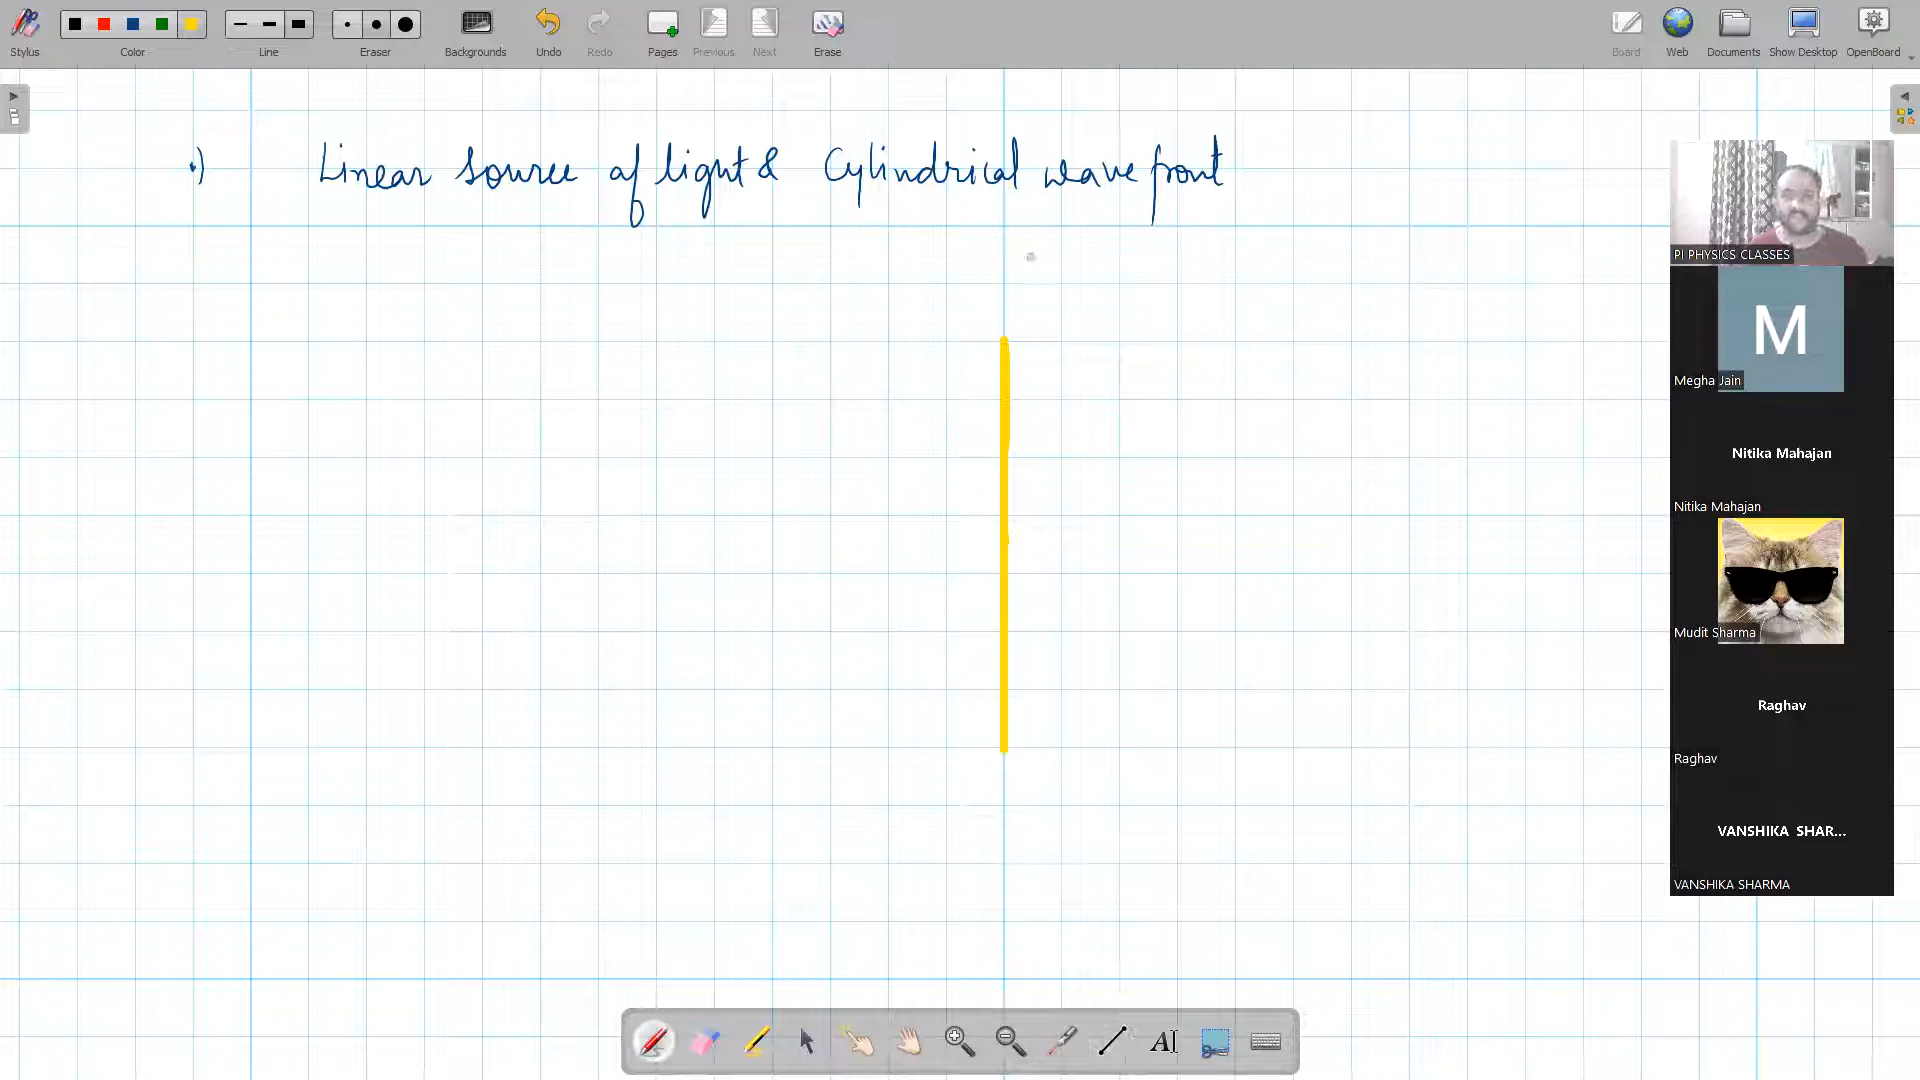 Stylus Color Line Eraser Backgrounds Undo Redo Pages Previous Next Erase Board Web Documents Show Desktop OpenBoard
•) Linear source of light & Cylindrical wave front
PI PHYSICS CLASSES
M
Megha Jain
Nitika Mahajan
Nitika Mahajan
Mudit Sharma
Raghav
Raghav
VANSHIKA SHAR...
VANSHIKA SHARMA
AI